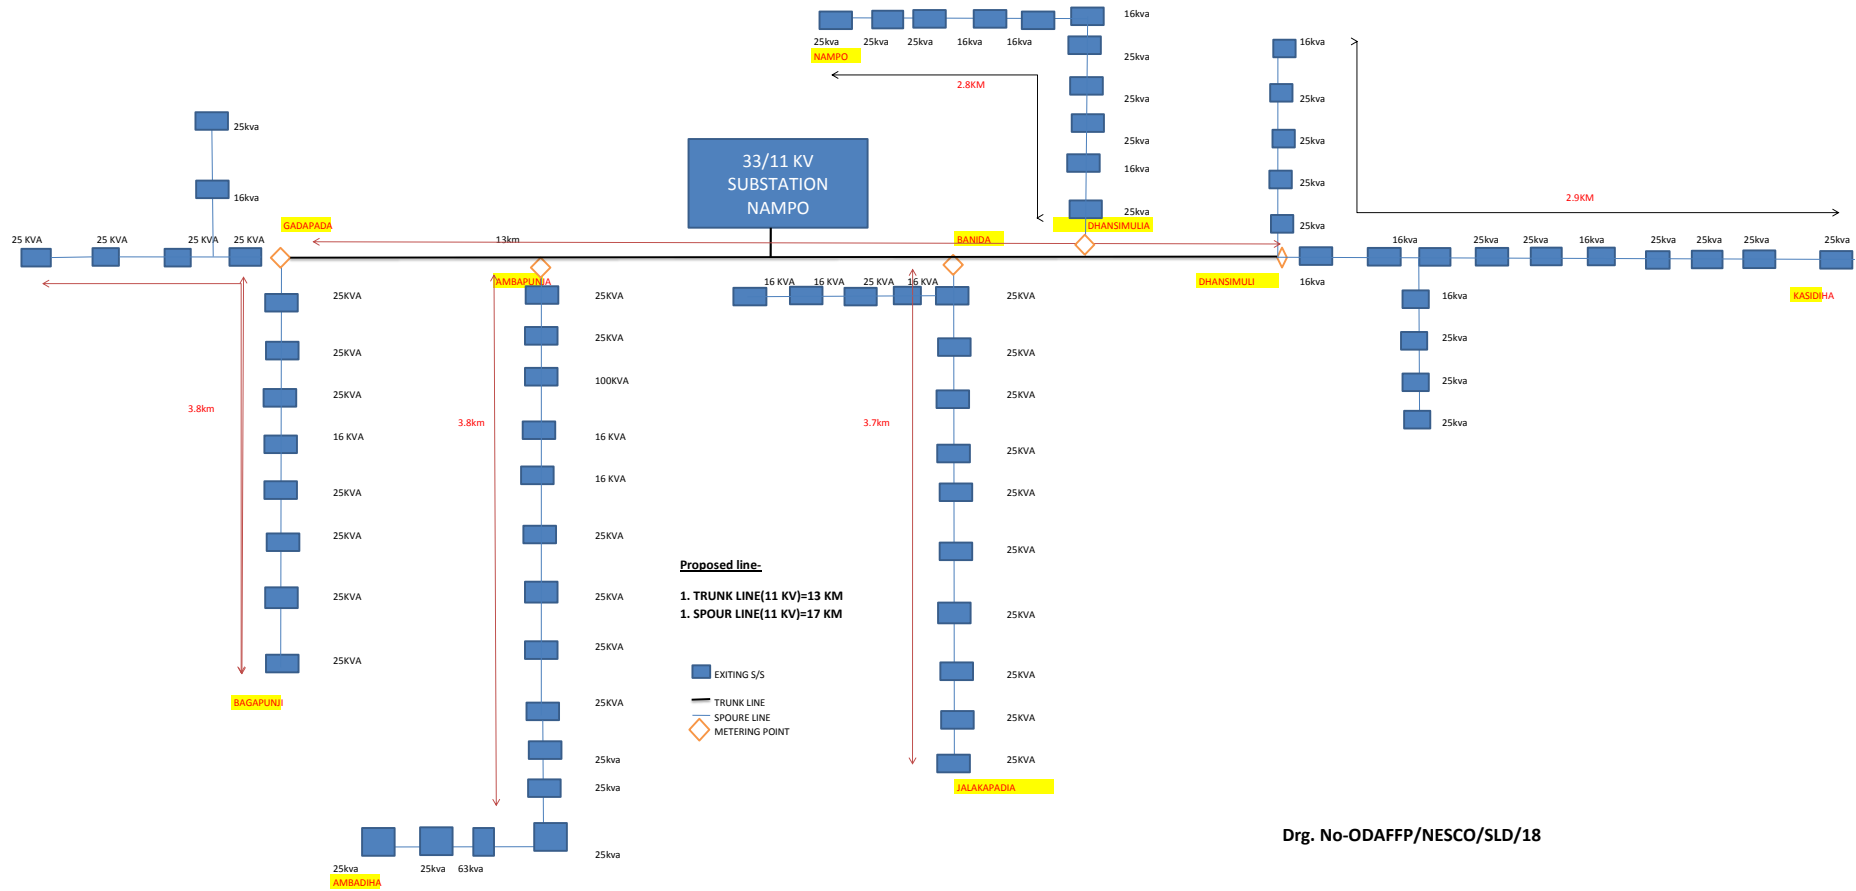 16kva
25kva
25kva
25kva
16kva
16kva
NAMPO
25kva
2.8KM
25kva
25kva
16kva
25kva
DHANSIMULIA
16kva
25kva
25kva
25kva
25kva
2.9KM
25kva
16kva
33/11 KV
SUBSTATION
NAMPO
GADAPADA
13km
BANIDA
25 KVA
25 KVA
25 KVA
25 KVA
AMBAPUNJA
16 KVA
16 KVA
25 KVA
16 KVA
DHANSIMULI
16kva
16kva
25kva
25kva
16kva
25kva
25kva
25kva
25kva
KASIDIHA
16kva
25kva
25kva
25kva
25KVA
25KVA
25KVA
16 KVA
25KVA
25KVA
25KVA
25KVA
3.8km
BAGAPUNJI
25KVA
25KVA
100KVA
16 KVA
16 KVA
25KVA
25KVA
25KVA
25KVA
25kva
25kva
25kva
3.8km
25kva
25kva
63kva
AMBADIHA
25KVA
25KVA
25KVA
25KVA
25KVA
25KVA
25KVA
25KVA
25KVA
25KVA
3.7km
JALAKAPADIA
Proposed line-
1. TRUNK LINE(11 KV)=13 KM
1. SPOUR LINE(11 KV)=17 KM
EXITING S/S
TRUNK LINE
SPOURE LINE
METERING POINT
Drg. No-ODAFFP/NESCO/SLD/18